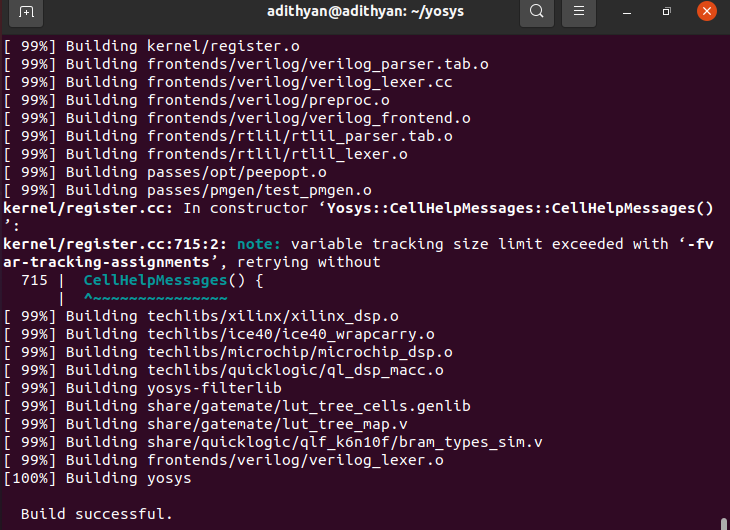 adithyan@adithyan: ~/yosys
[ 99%] Building kernel/register.o
[ 99%] Building frontends/verilog/verilog_parser.tab.o
[ 99%] Building frontends/verilog/verilog_lexer.cc
[ 99%] Building frontends/verilog/preproc.o
[ 99%] Building frontends/verilog/verilog_frontend.o
[ 99%] Building frontends/rtlil/rtlil_parser.tab.o
[ 99%] Building frontends/rtlil/rtlil_lexer.o
[ 99%] Building passes/opt/peepopt.o
[ 99%] Building passes/pmgen/test_pmgen.o
kernel/register.cc: In constructor ‘Yosys::CellHelpMessages::CellHelpMessages()
’:
kernel/register.cc:715:2: note: variable tracking size limit exceeded with ‘-fv
ar-tracking-assignments’, retrying without
  715 |  CellHelpMessages() {
      |  ^~~~~~~~~~~~~~~~
[ 99%] Building techlibs/xilinx/xilinx_dsp.o
[ 99%] Building techlibs/ice40/ice40_wrapcarry.o
[ 99%] Building techlibs/microchip/microchip_dsp.o
[ 99%] Building techlibs/quicklogic/ql_dsp_macc.o
[ 99%] Building yosys-filterlib
[ 99%] Building share/gatemate/lut_tree_cells.genlib
[ 99%] Building share/gatemate/lut_tree_map.v
[ 99%] Building share/quicklogic/qlf_k6n10f/bram_types_sim.v
[ 99%] Building frontends/verilog/verilog_lexer.o
[100%] Building yosys
  Build successful.